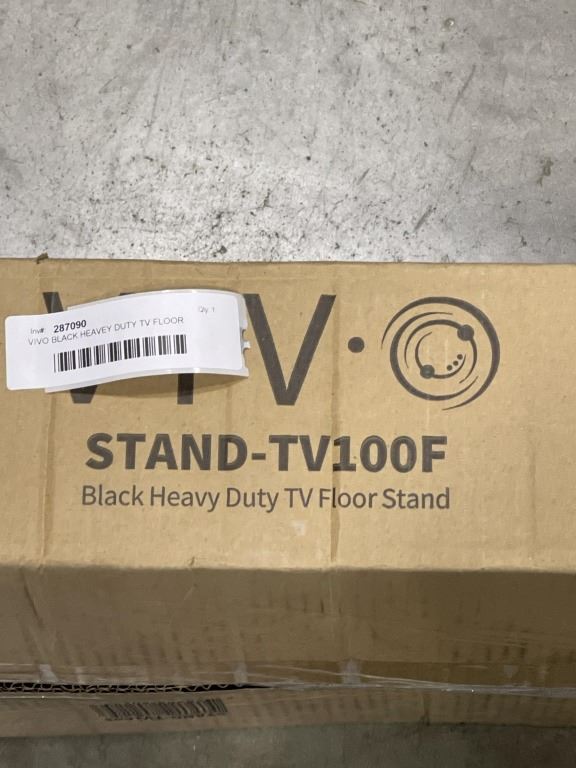 Inv#: 287090 Qty: 1
VIVO BLACK HEAVEY DUTY TV FLOOR
VIVO
STAND-TV100F
Black Heavy Duty TV Floor Stand